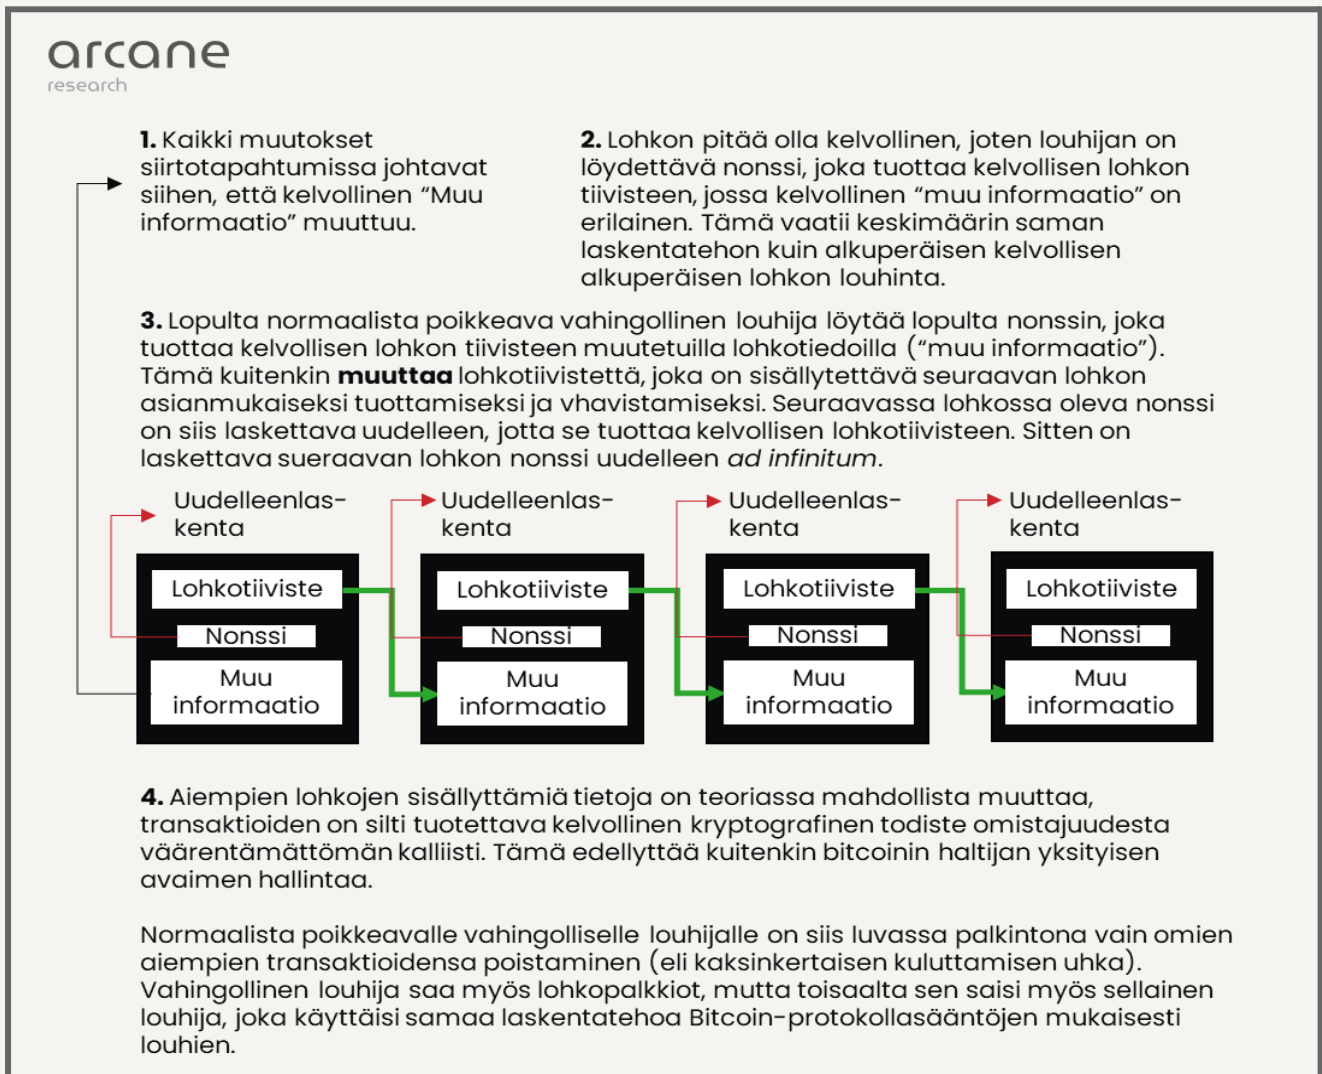 arcane
research
1. Kaikki muutokset
siirtotapahtumissa johtavat
siihen, että kelvollinen “Muu
informaatio” muuttuu.
2. Lohkon pitää olla kelvollinen, joten louhijan on
löydettävä nonssi, joka tuottaa kelvollisen lohkon
tiivisteen, jossa kelvollinen “muu informaatio” on
erilainen. Tämä vaatii keskimäärin saman
laskentatehon kuin alkuperäisen kelvollisen
alkuperäisen lohkon louhinta.
3. Lopulta normaalista poikkeava vahingollinen louhija löytää lopulta nonssin, joka
tuottaa kelvollisen lohkon tiivisteen muutetuilla lohkotiedoilla (“muu informaatio”).
Tämä kuitenkin muuttaa lohkotiivistettä, joka on sisällytettävä seuraavan lohkon
asianmukaiseksi tuottamiseksi ja vhavistamiseksi. Seuraavassa lohkossa oleva nonssi
on siis laskettava uudelleen, jotta se tuottaa kelvollisen lohkotiivisteen. Sitten on
laskettava sueraavan lohkon nonssi uudelleen ad infinitum.
Uudelleenlas-
kenta
Uudelleenlas-
kenta
Uudelleenlas-
kenta
Uudelleenlas-
kenta
Lohkotiiviste
Nonssi
Muu
informaatio
Lohkotiiviste
Nonssi
Muu
informaatio
Lohkotiiviste
Nonssi
Muu
informaatio
Lohkotiiviste
Nonssi
Muu
informaatio
4. Aiempien lohkojen sisällyttämiä tietoja on teoriassa mahdollista muuttaa,
transaktioiden on silti tuotettava kelvollinen kryptografinen todiste omistajuudesta
väärentämättömän kalliisti. Tämä edellyttää kuitenkin bitcoinin haltijan yksityisen
avaimen hallintaa.
Normaalista poikkeavalle vahingolliselle louhijalle on siis luvassa palkintona vain omien
aiempien transaktioidensa poistaminen (eli kaksinkertaisen kuluttamisen uhka).
Vahingollinen louhija saa myös lohkopalkkiot, mutta toisaalta sen saisi myös sellainen
louhija, joka käyttäisi samaa laskentatehoa Bitcoin-protokollasääntöjen mukaisesti
louhien.